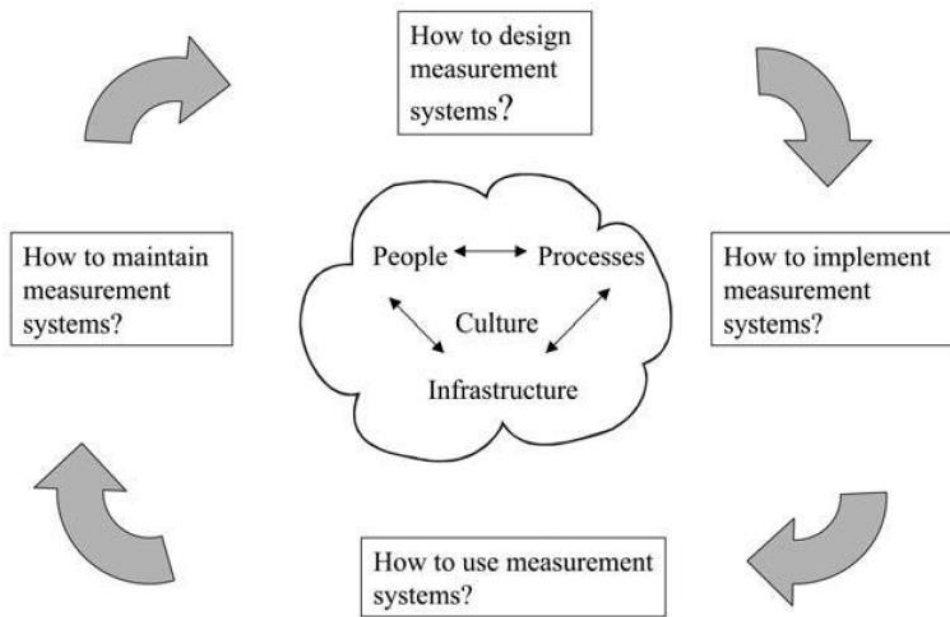 How to design
measurement
systems?
How to maintain
measurement
systems?
People
Processes
Culture
Infrastructure
How to implement
measurement
systems?
How to use measurement
systems?